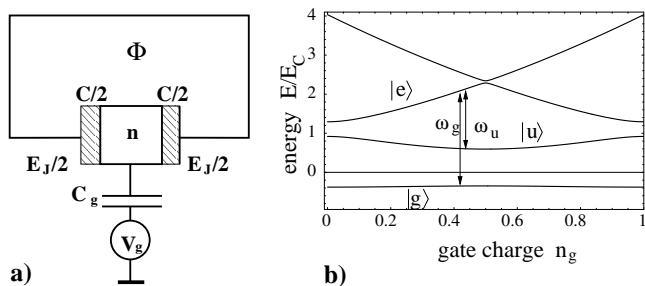 Φ
C/2 C/2
n
E_J/2 E_J/2
C_g
V_g
a)
energy E/E_C
4
3
2
1
0
|e⟩
ω_g ω_u |u⟩
|g⟩
0 0.2 0.4 0.6 0.8 1
gate charge n_g
b)